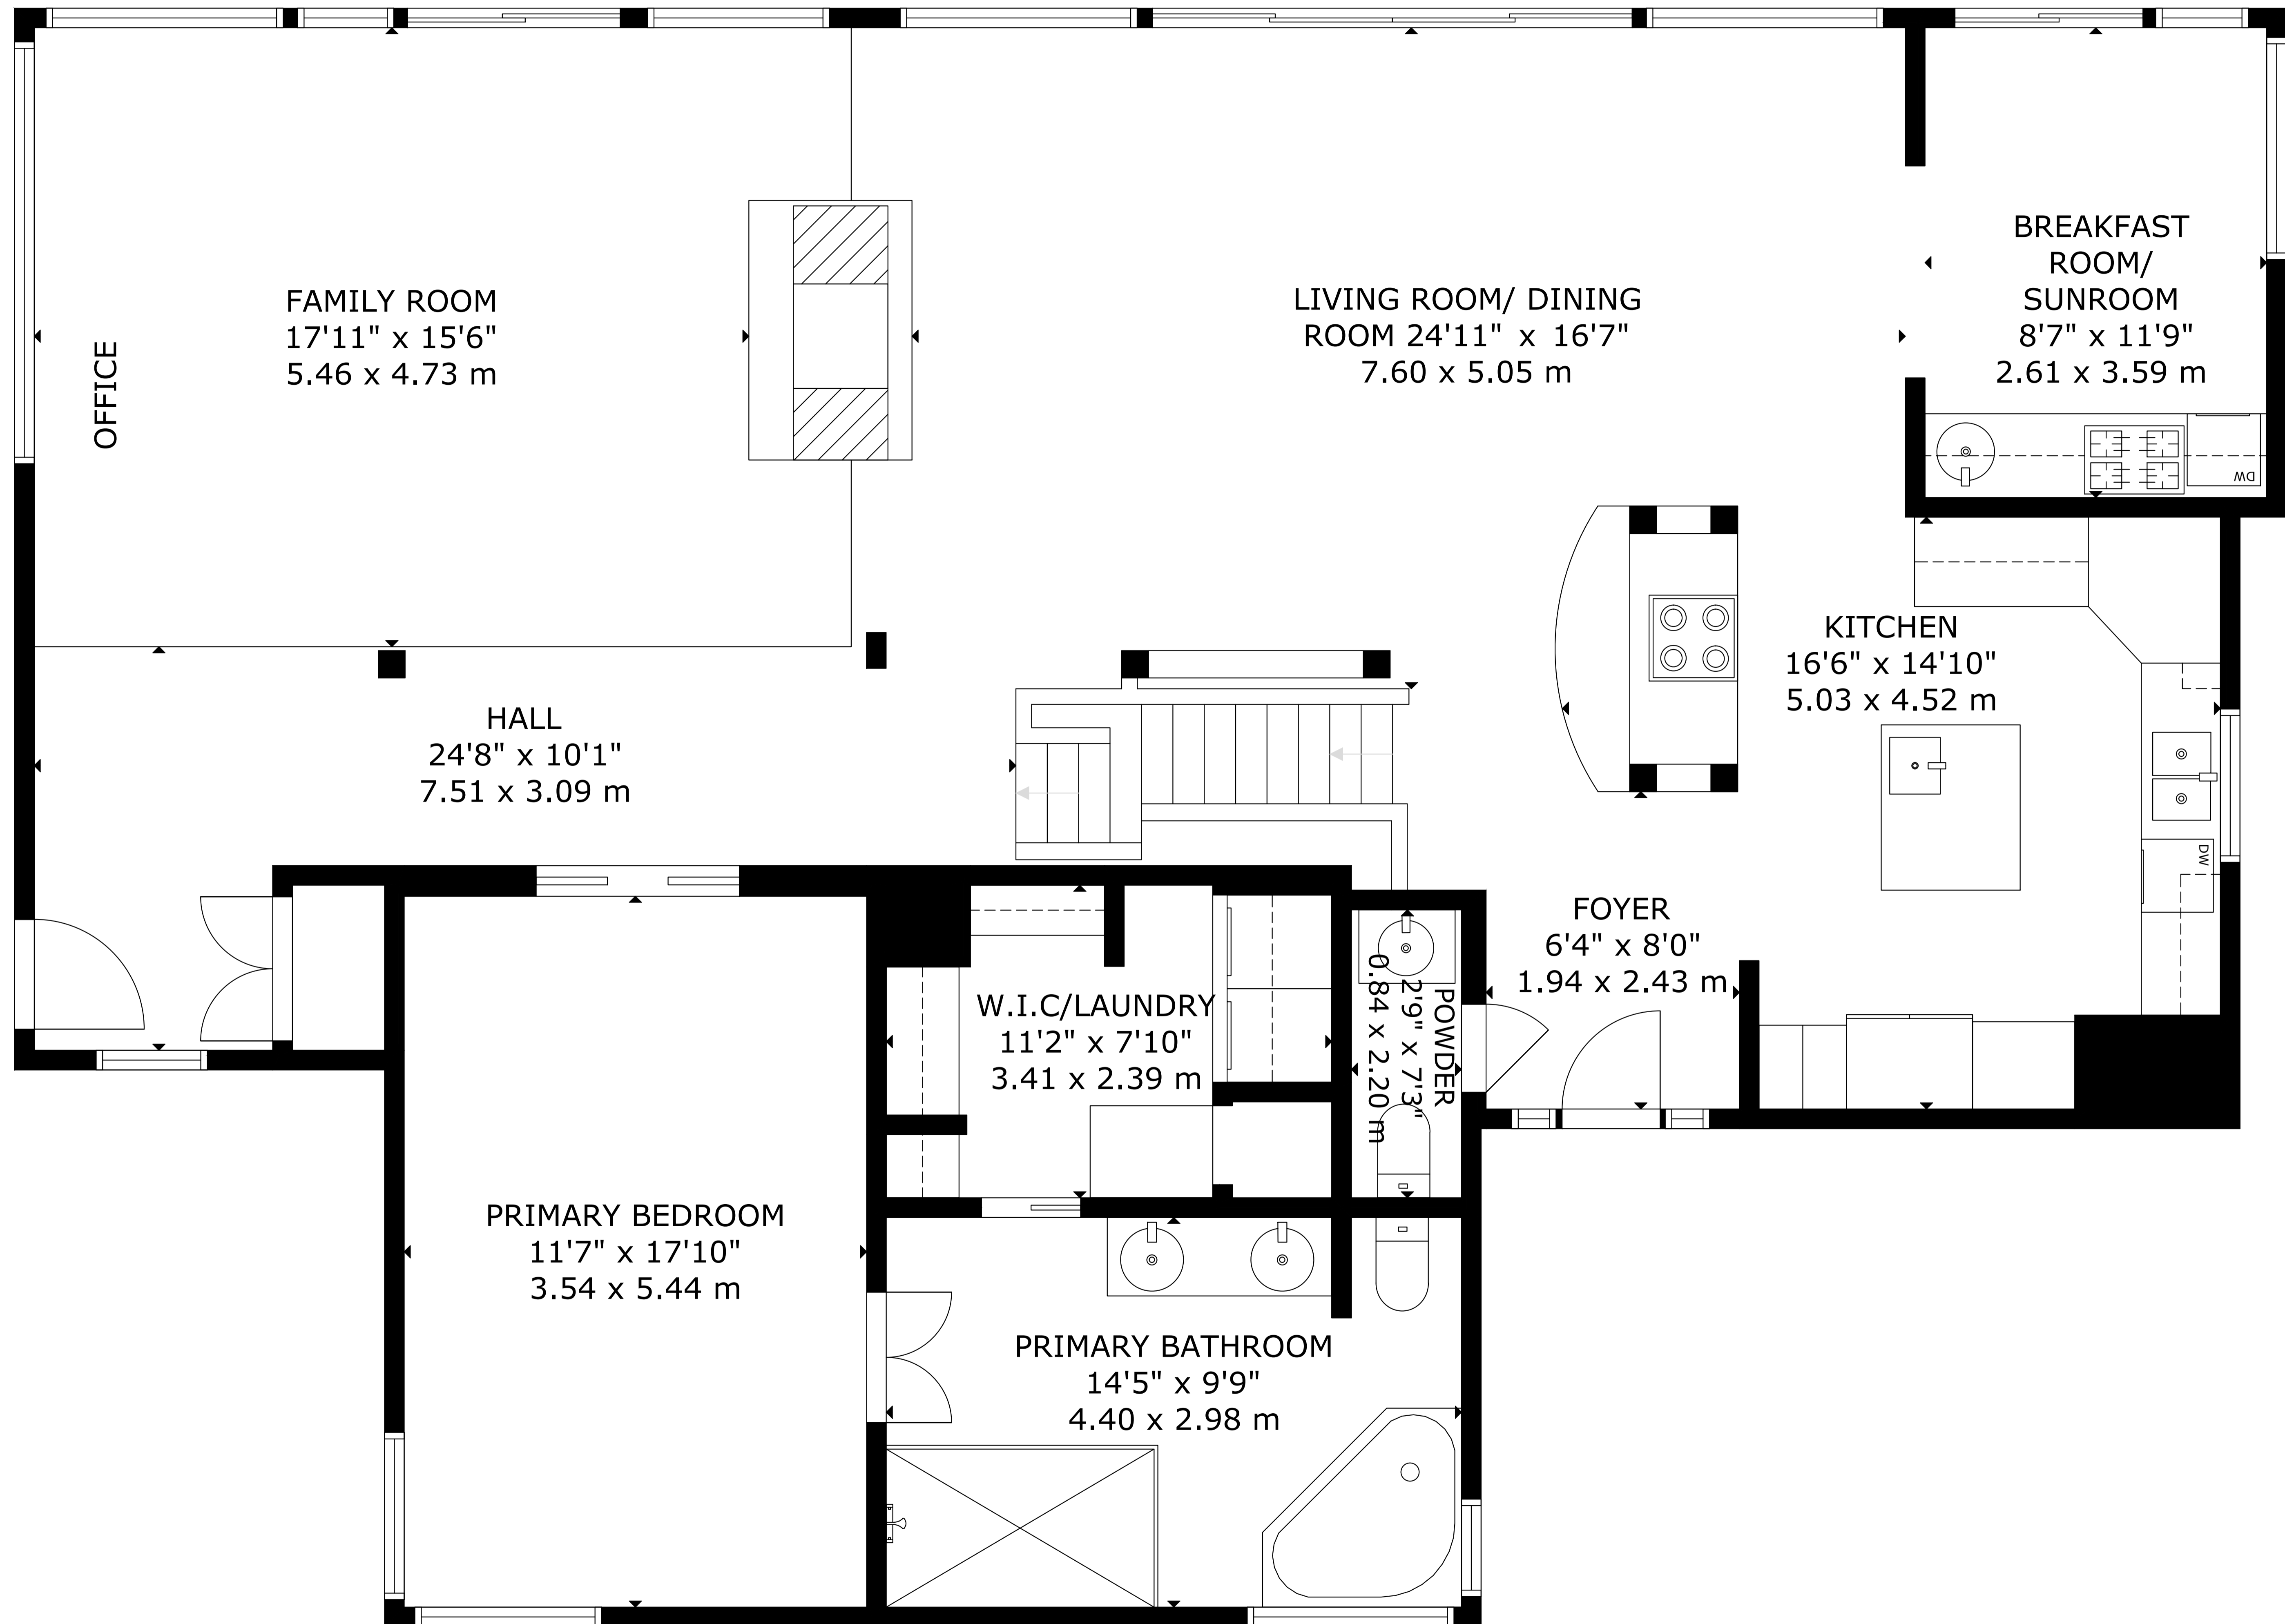 FAMILY ROOM
17'11" x 15'6"
5.46 x 4.73 m
OFFICE
LIVING ROOM/ DINING
ROOM 24'11" x 16'7"
7.60 x 5.05 m
BREAKFAST
ROOM/
SUNROOM
8'7" x 11'9"
2.61 x 3.59 m
DW
KITCHEN
16'6" x 14'10"
5.03 x 4.52 m
DW
HALL
24'8" x 10'1"
7.51 x 3.09 m
FOYER
6'4" x 8'0"
1.94 x 2.43 m
W.I.C/LAUNDRY
11'2" x 7'10"
3.41 x 2.39 m
POWDER
2'9" x 7'3"
0.84 x 2.20 m
PRIMARY BEDROOM
11'7" x 17'10"
3.54 x 5.44 m
PRIMARY BATHROOM
14'5" x 9'9"
4.40 x 2.98 m